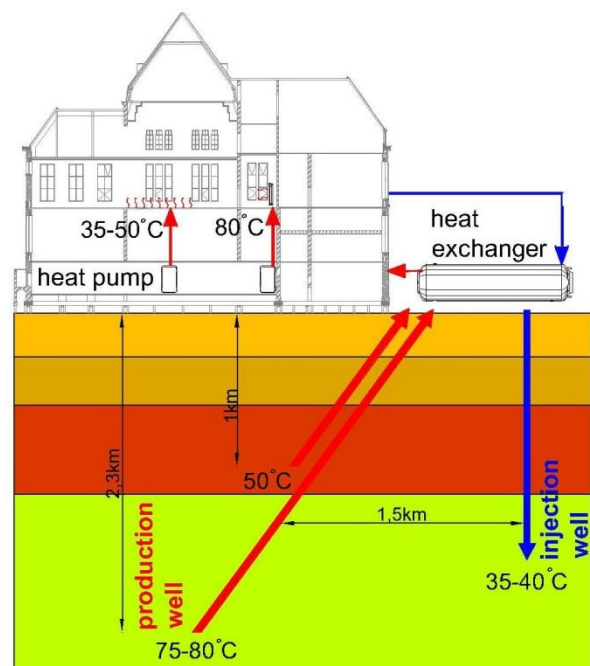 35-50°C
80°C
heat
exchanger
heat pump
1km
2,3km
50°C
1,5km
production
well
injection
well
35-40°C
75-80°C